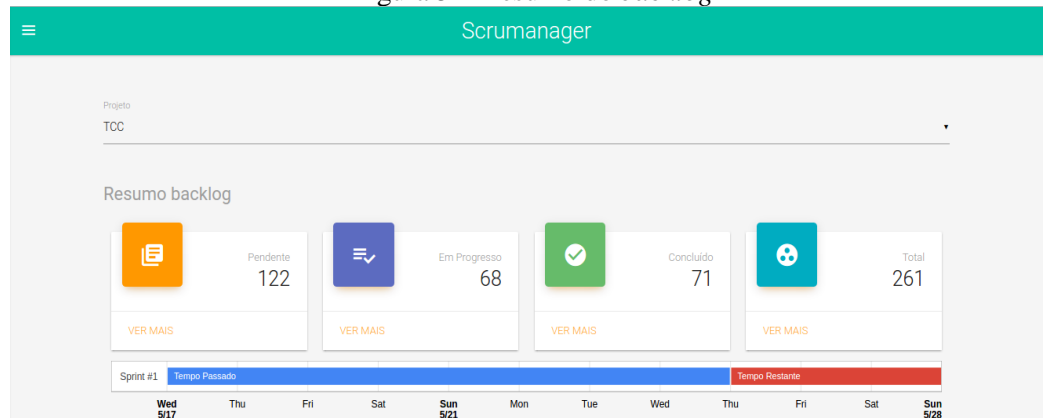 Scrumanager
Projeto
TCC
Resumo backlog
Pendente
122
VER MAIS
Em Progresso
68
VER MAIS
Concluído
71
VER MAIS
Total
261
VER MAIS
Sprint #1 Tempo Passado Tempo Restante
Wed Thu Fri Sat Sun Mon Tue Wed Thu Fri Sat Sun
5/17 5/21 5/28